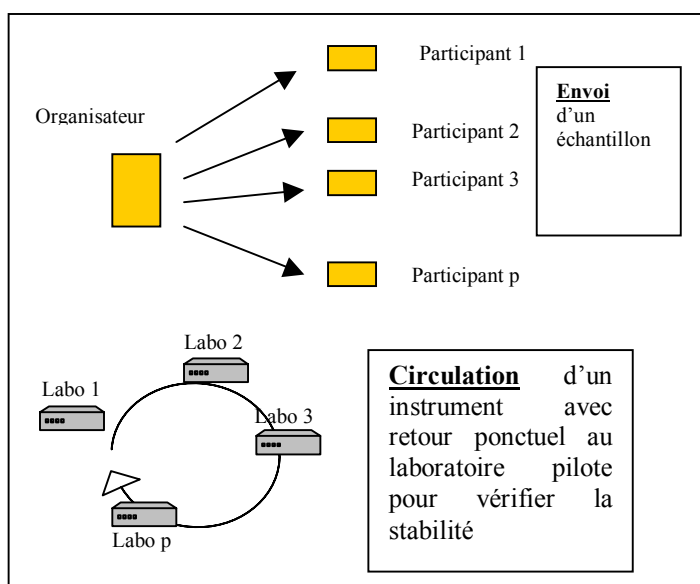 Participant 1
Organisateur
Participant 2
Participant 3
Participant p
Envoi
d'un
échantillon
Labo 1
Labo 2
Labo 3
Labo p
Circulation d'un
instrument avec
retour ponctuel au
laboratoire pilote
pour vérifier la
stabilité